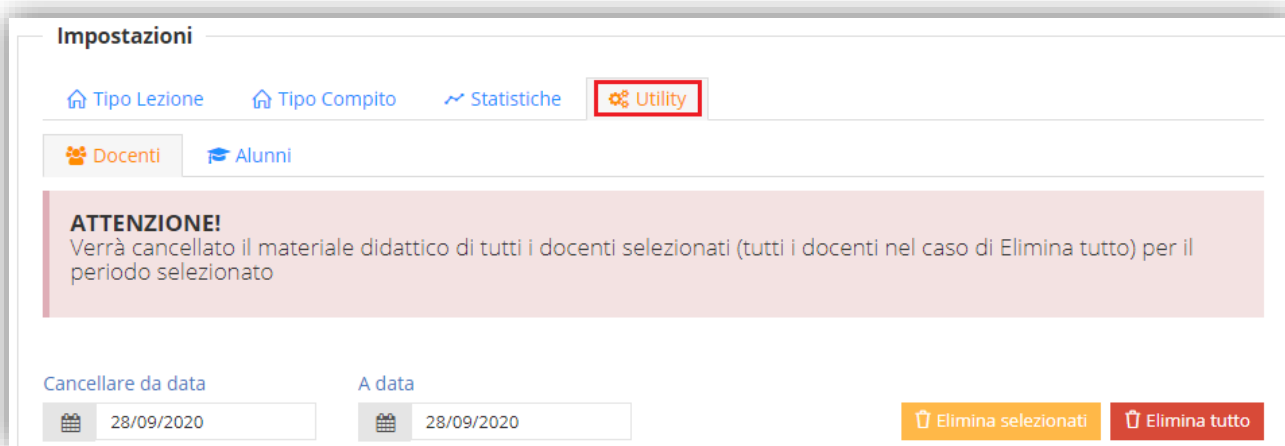 Impostazioni
Tipo Lezione Tipo Compito Statistiche Utility
Docenti Alunni
ATTENZIONE!
Verrà cancellato il materiale didattico di tutti i docenti selezionati (tutti i docenti nel caso di Elimina tutto) per il
periodo selezionato
Cancellare da data A data
28/09/2020 28/09/2020 Elimina selezionati Elimina tutto